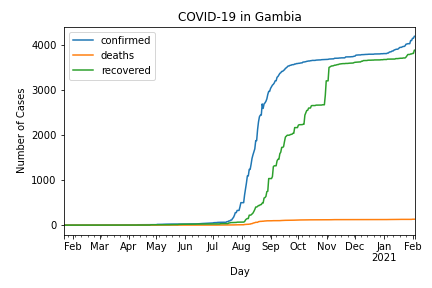 COVID-19 in Gambia
confirmed
deaths
recovered
Number of Cases
4000
3000
2000
1000
0
Feb Mar Apr May Jun Jul Aug Sep Oct Nov Dec Jan Feb
2021
Day